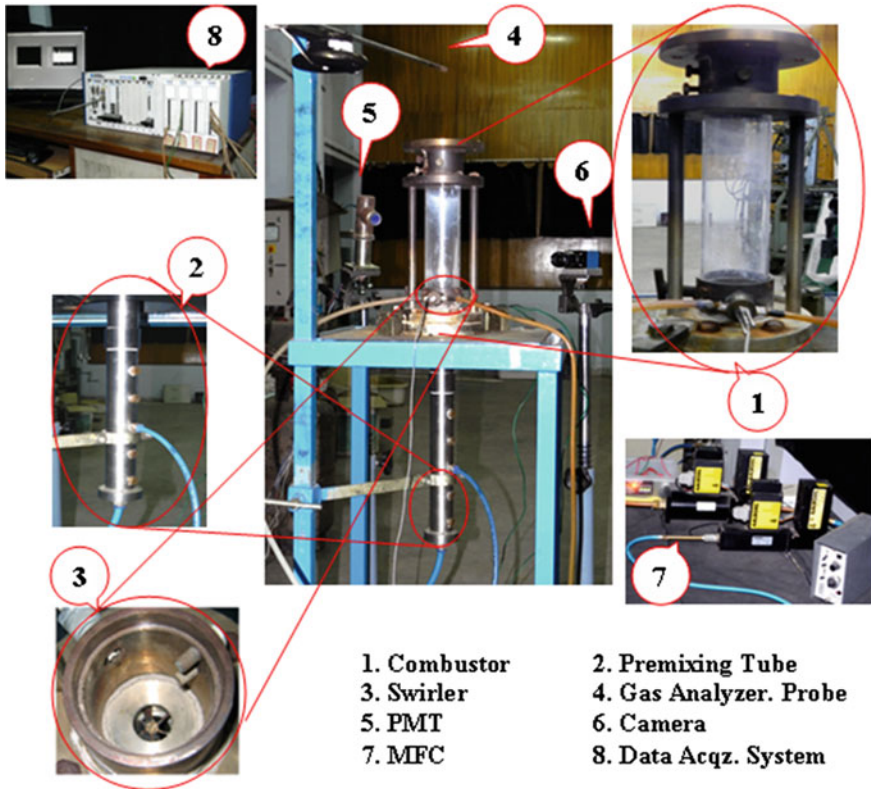 8
4
5
6
2
1
3
7
1. Combustor 2. Premixing Tube
3. Swirler 4. Gas Analyzer. Probe
5. PMT 6. Camera
7. MFC 8. Data Acqz. System